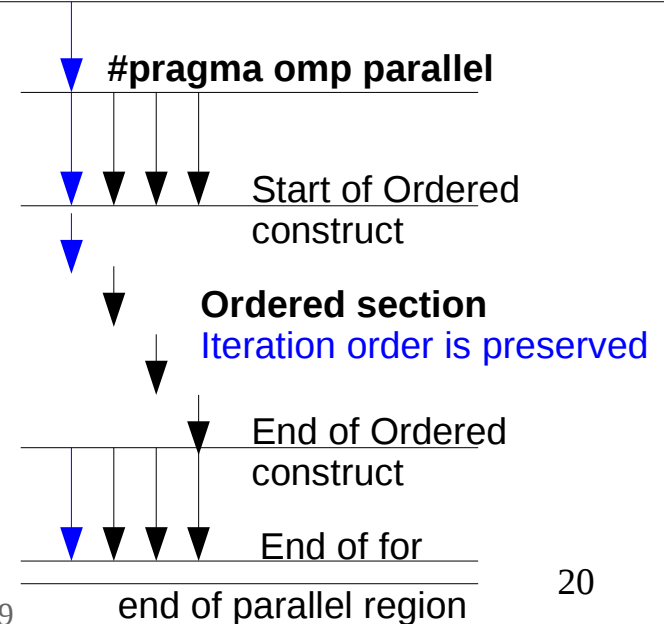 #pragma omp parallel
Start of Ordered
construct
Ordered section
Iteration order is preserved
End of Ordered
construct
End of for
20
9
end of parallel region